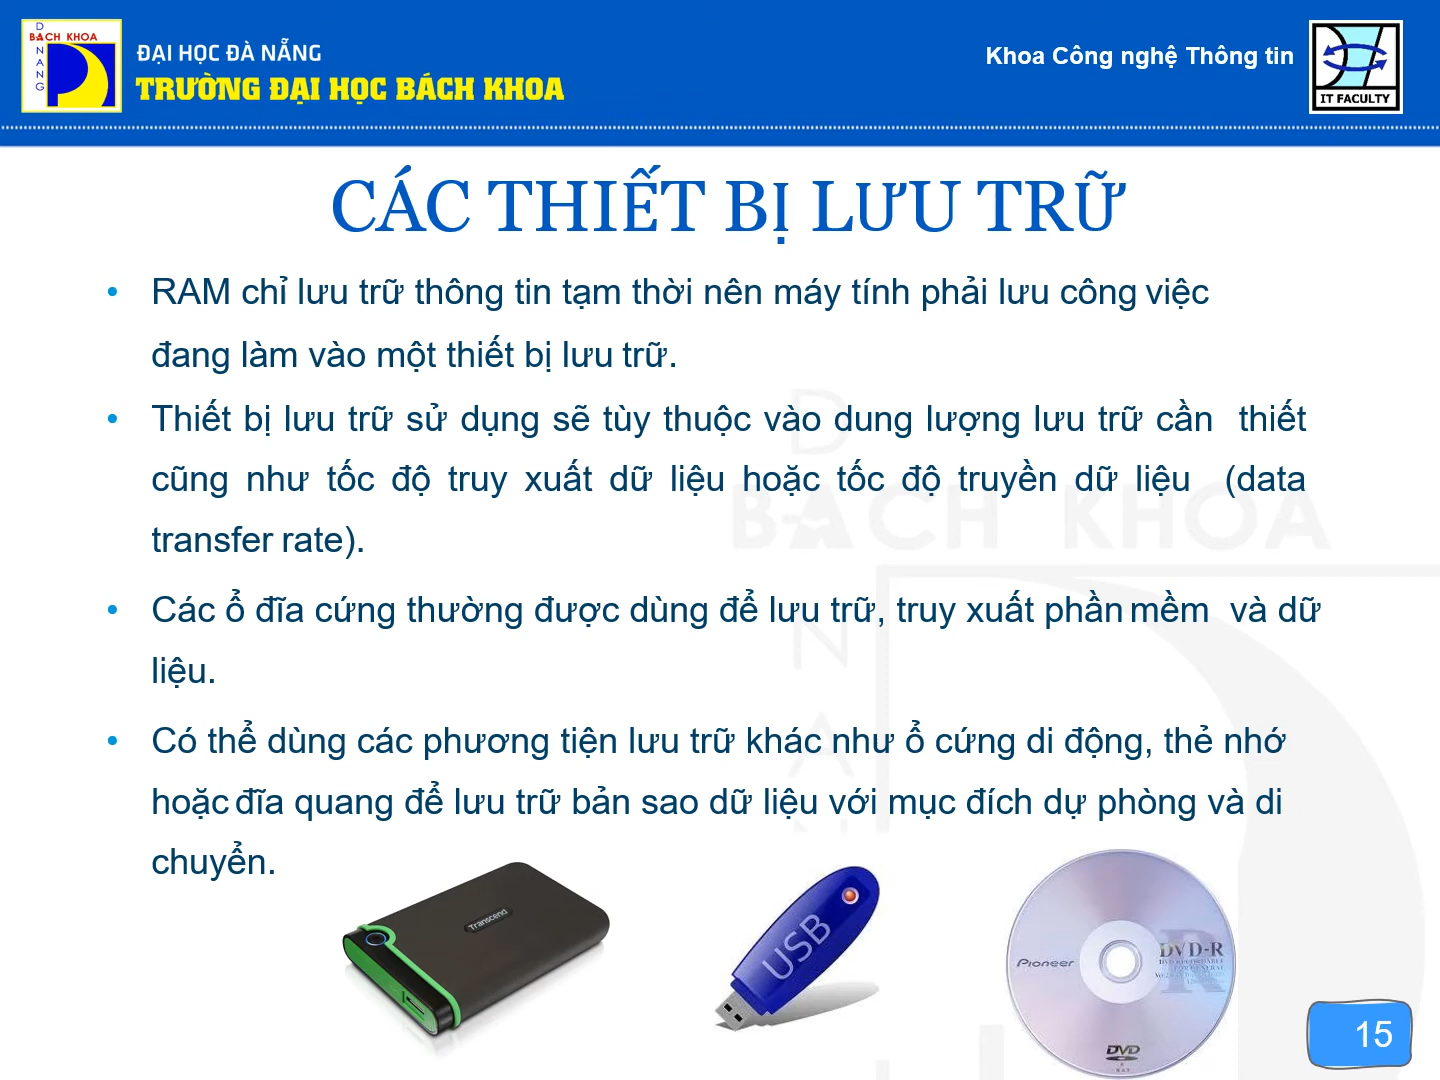 DANANG
BÁCH KHOA
ĐẠI HỌC ĐÀ NẴNG
TRƯỜNG ĐẠI HỌC BÁCH KHOA
Khoa Công nghệ Thông tin
IT FACULTY
CÁC THIẾT BỊ LƯU TRỮ
• RAM chỉ lưu trữ thông tin tạm thời nên máy tính phải lưu công việc
đang làm vào một thiết bị lưu trữ.
• Thiết bị lưu trữ sử dụng sẽ tùy thuộc vào dung lượng lưu trữ cần thiết
cũng như tốc độ truy xuất dữ liệu hoặc tốc độ truyền dữ liệu (data
transfer rate).
• Các ổ đĩa cứng thường được dùng để lưu trữ, truy xuất phần mềm và dữ
liệu.
• Có thể dùng các phương tiện lưu trữ khác như ổ cứng di động, thẻ nhớ
hoặc đĩa quang để lưu trữ bản sao dữ liệu với mục đích dự phòng và di
chuyển.
Transcend
USB
Pioneer
DVD-R
DVD
15